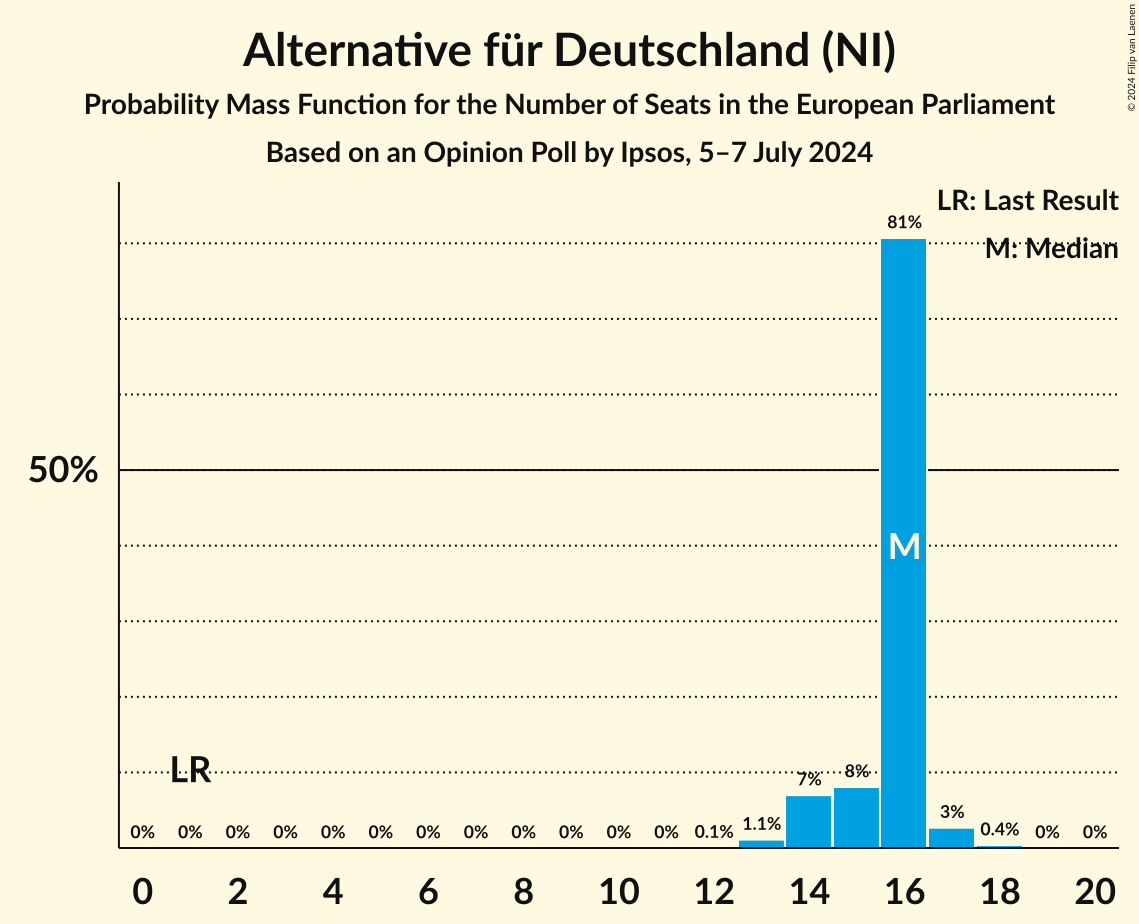 Alternative für Deutschland (NI)
Probability Mass Function for the Number of Seats in the European Parliament
Based on an Opinion Poll by Ipsos, 5–7 July 2024
© 2024 Filip van Laenen
LR: Last Result
M: Median
81%
50%
M
LR
0% 0% 0% 0% 0% 0% 0% 0% 0% 0% 0% 0% 0.1% 1.1% 7% 8% 3% 0.4% 0% 0%
0 2 4 6 8 10 12 14 16 18 20